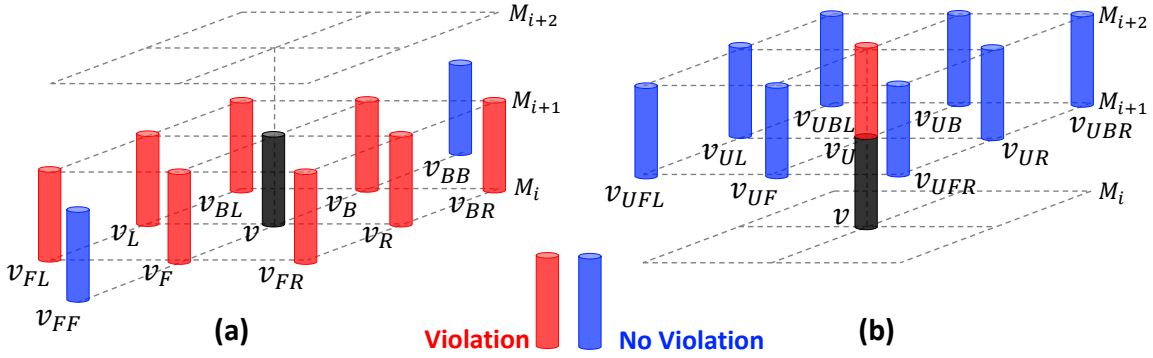 M_{i+2}
M_{i+1}
M_i
v_{BB}
v_{BL}
v_B
v_{BR}
v_L
v
v_R
v_{FL}
v_F
v_{FR}
v_{FF}
(a)
M_{i+2}
M_{i+1}
M_i
v_{UBL}
v_{UB}
v_{UBR}
v_{UL}
v_U
v_{UR}
v_{UFL}
v_{UF}
v_{UFR}
v
(b)
Violation
No Violation